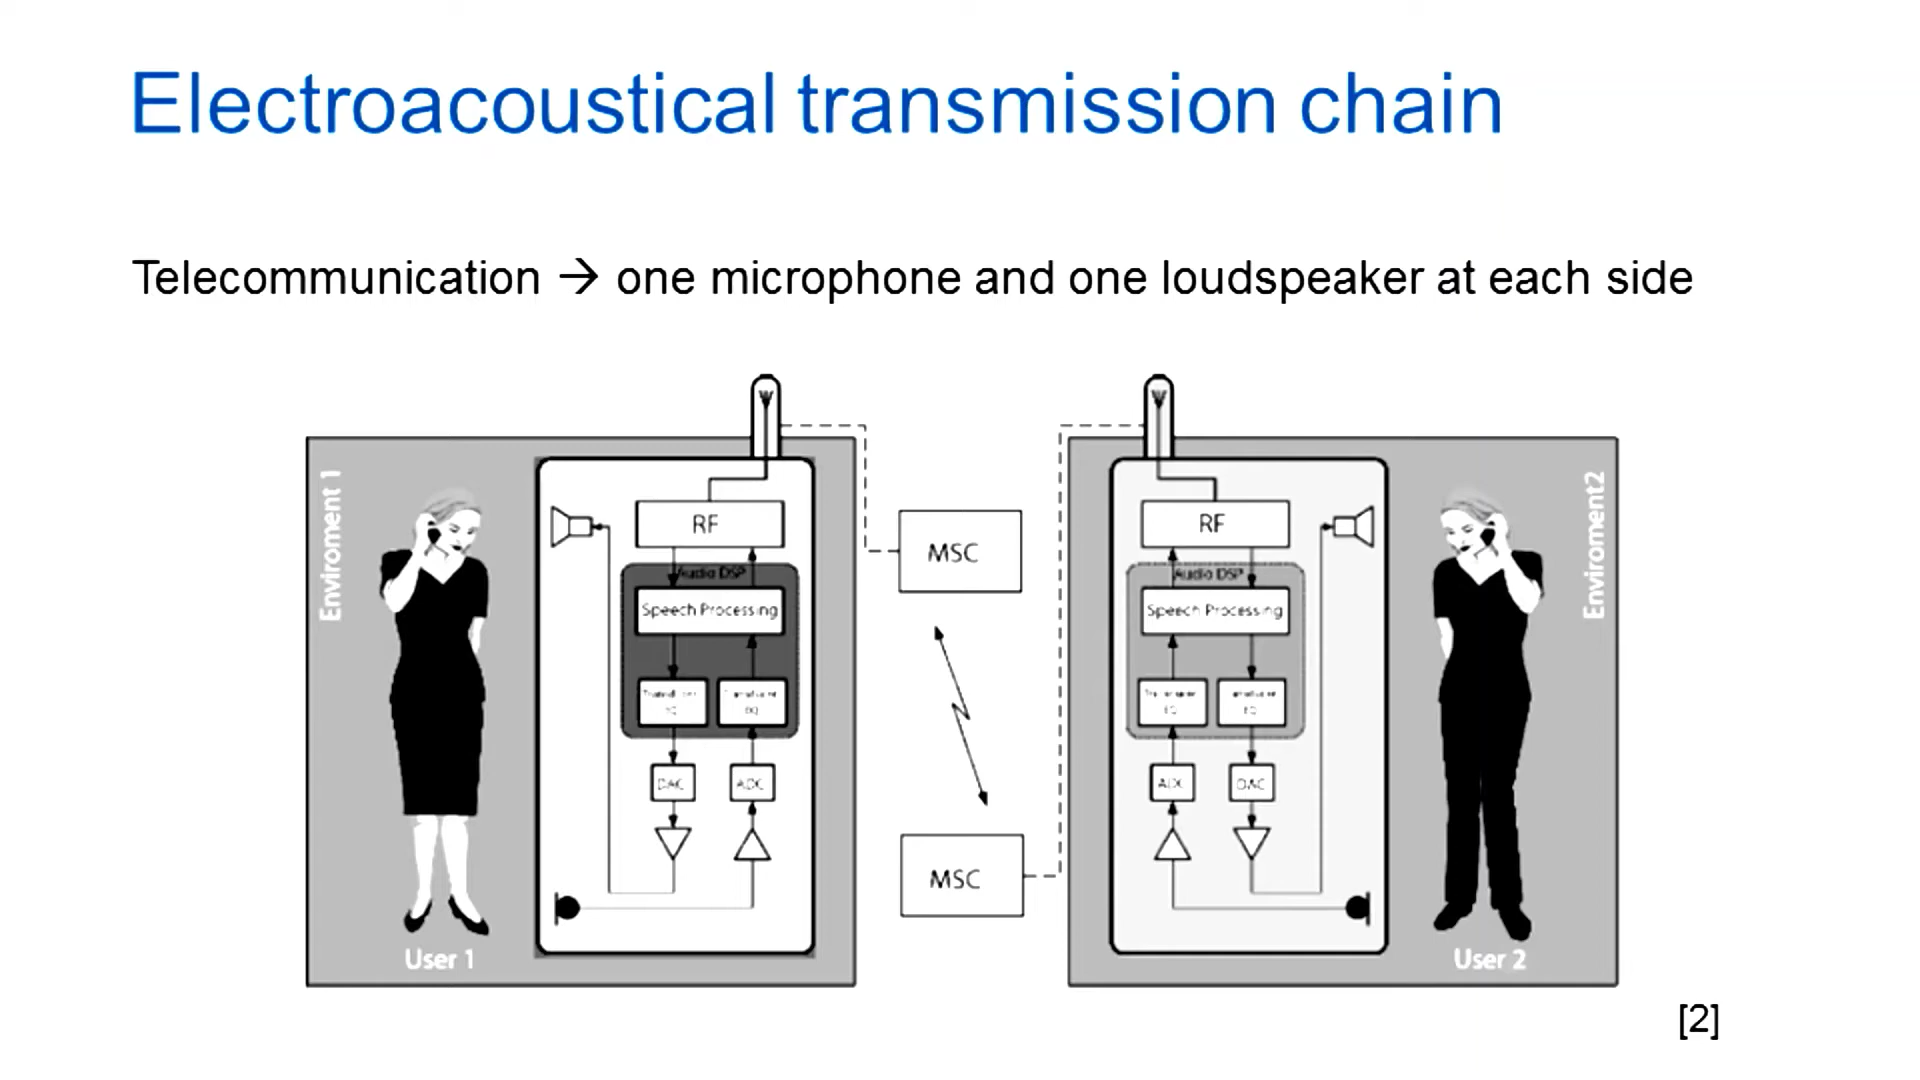 Electroacoustical transmission chain
Telecommunication → one microphone and one loudspeaker at each side
Enviroment 1
User 1
RF
Audio DSP
Speech Processing
DAC
ADC
MSC
MSC
RF
Audio DSP
Speech Processing
ADC
DAC
Enviroment2
User 2
[2]